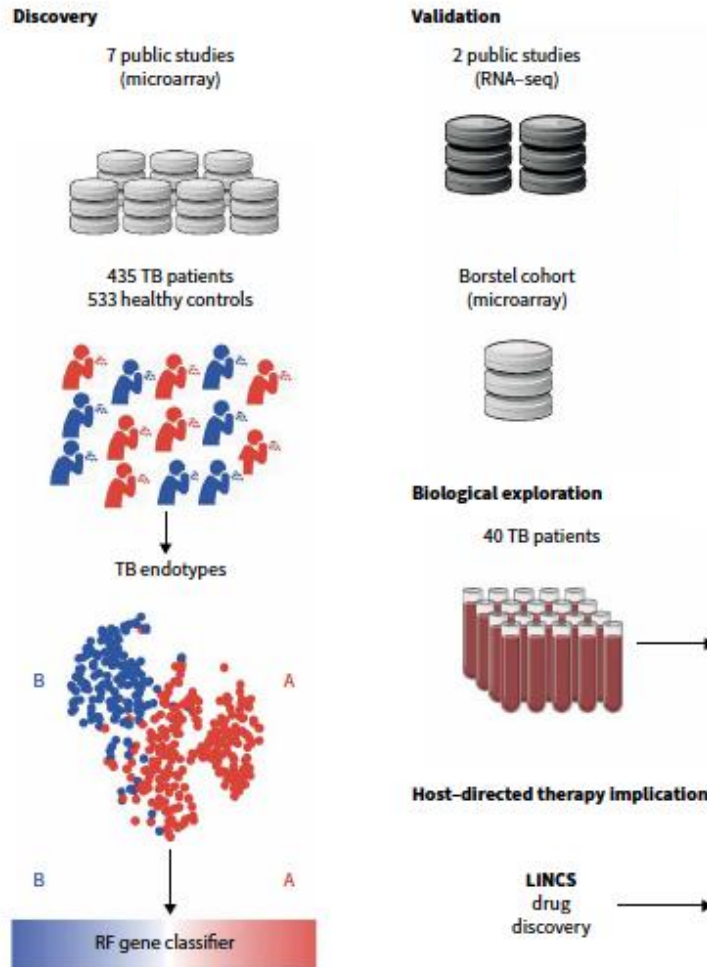 Discovery
7 public studies
(microarray)
435 TB patients
533 healthy controls
TB endotypes
B
A
B
A
RF gene classifier
Validation
2 public studies
(RNA–seq)
Borstel cohort
(microarray)
Biological exploration
40 TB patients
Host–directed therapy implication
LINCS
drug
discovery